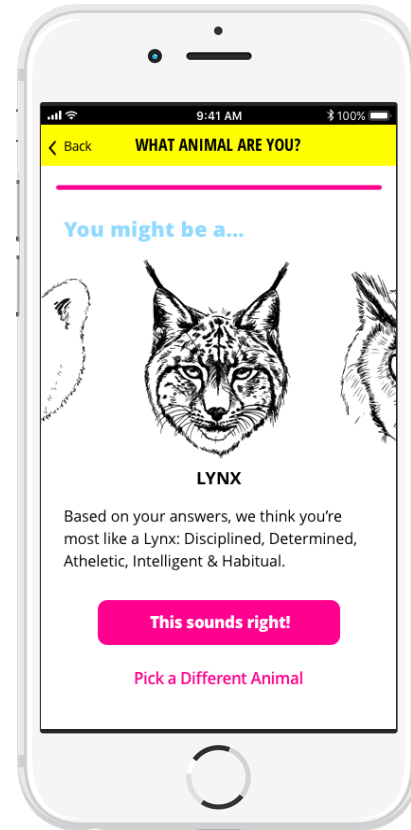 9:41 AM 100%
Back WHAT ANIMAL ARE YOU?
You might be a...
LYNX
Based on your answers, we think you’re
most like a Lynx: Disciplined, Determined,
Atheletic, Intelligent & Habitual.
This sounds right!
Pick a Different Animal